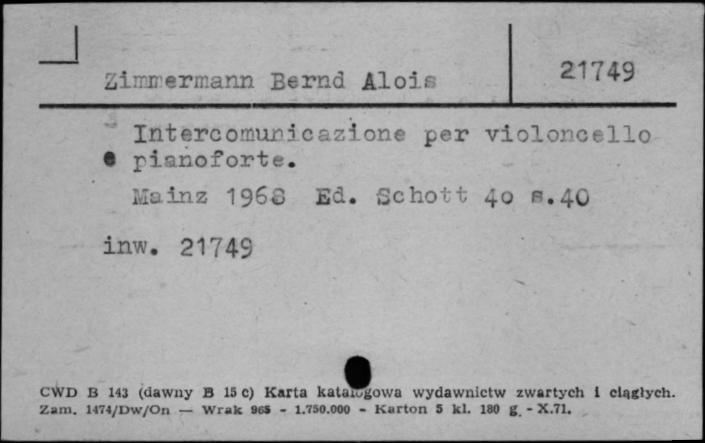 Zimmermann Bernd Alois
21749
Intercomunicazione per violoncello
e pianoforte.
Mainz 1968 Ed. Schott 4o s.40
inw. 21749
CWD B 143 (dawny B 15 c) Karta katalogowa wydawnictw zwartych i ciągłych.
Zam. 1474/Dw/On — Wrak 965 - 1.750.000 - Karton 5 kl. 180 g. - X.71.